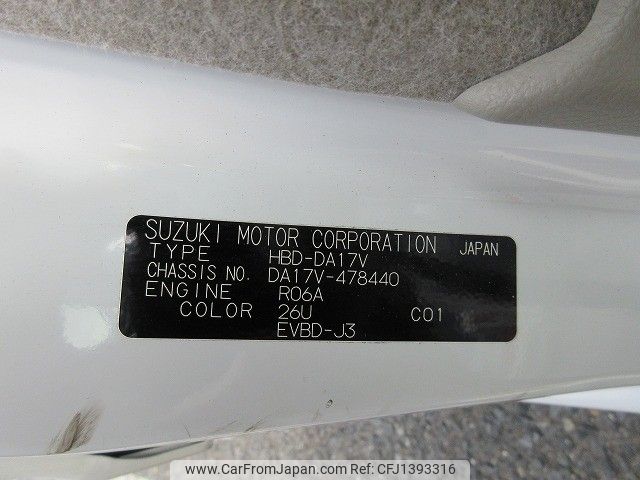 SUZUKI MOTOR CORPORATION JAPAN
TYPE HBD-DA17V
CHASSIS NO. DA17V-478440
ENGINE R06A
COLOR 26U C01
EVBD-J3
www.CarFromJapan.com CFJ1393316